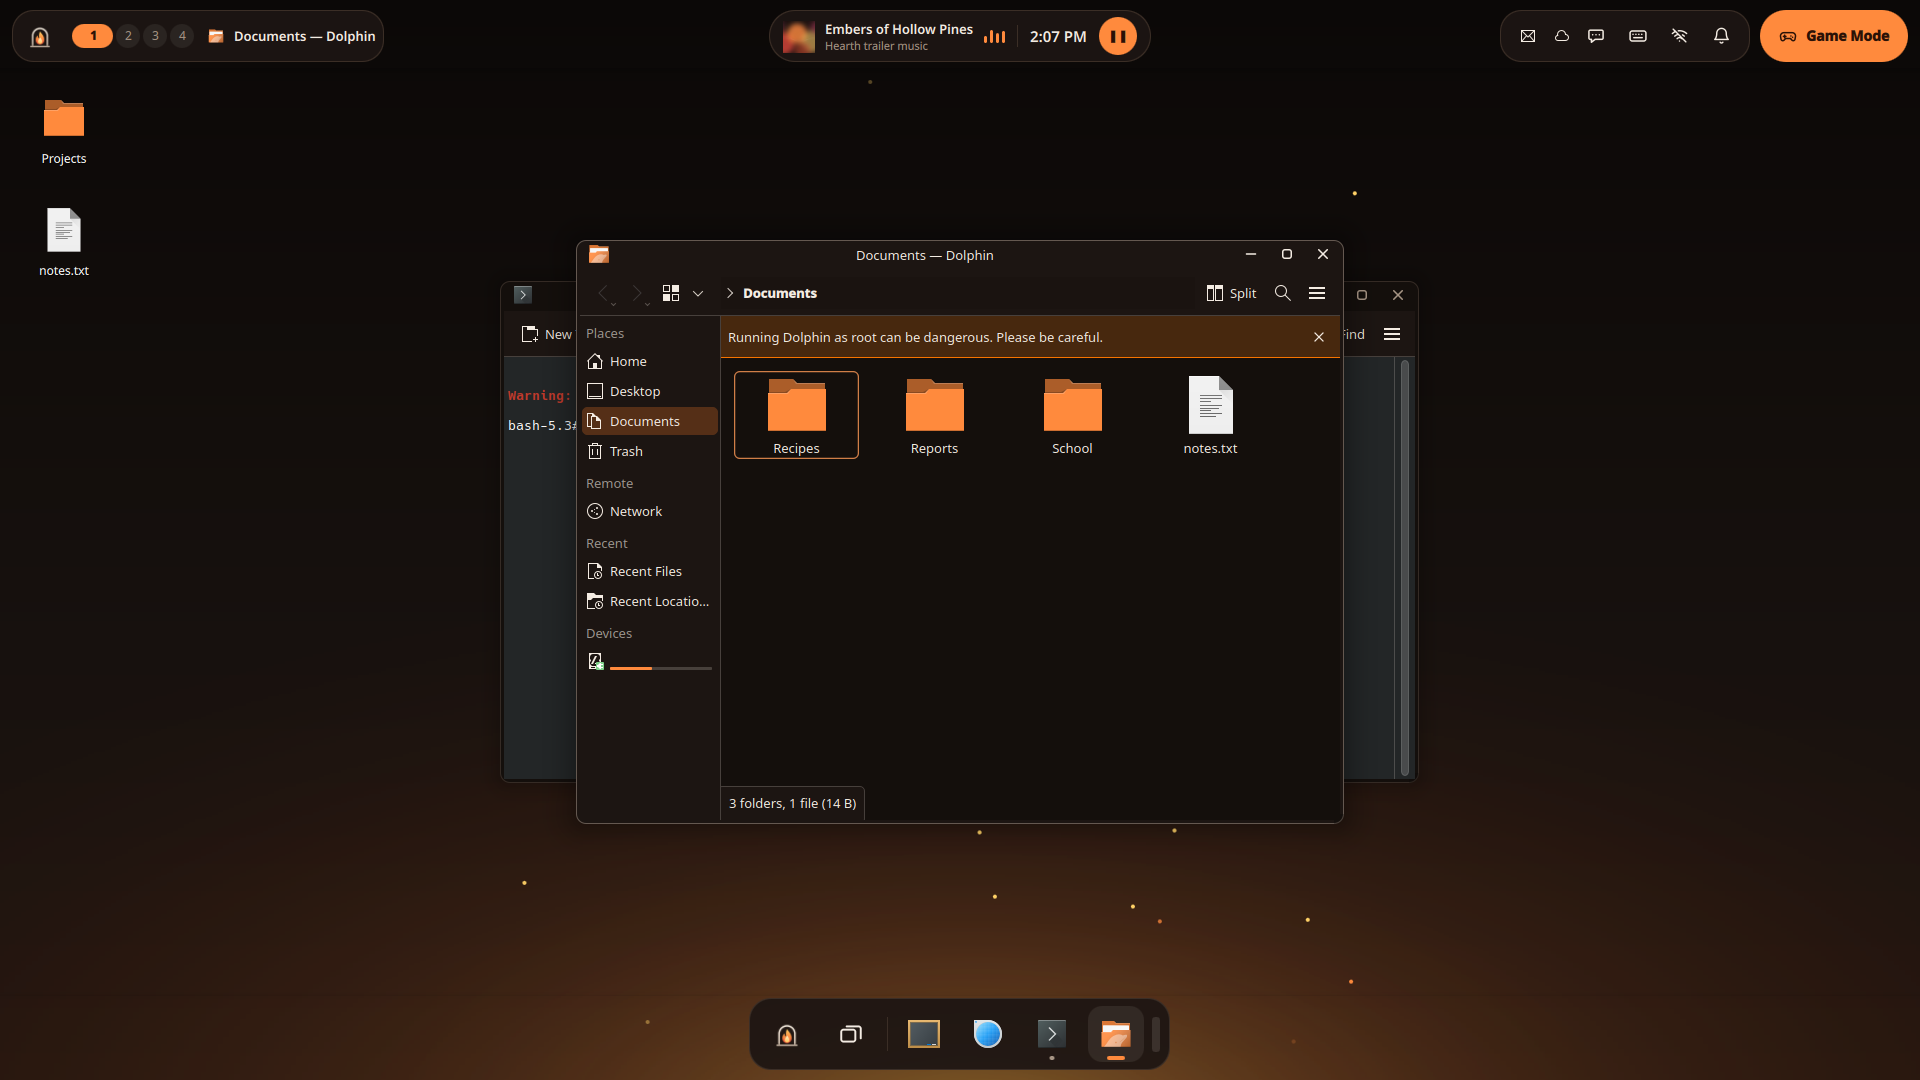 1
2
3
4
Documents — Dolphin
Embers of Hollow Pines
Hearth trailer music
2:07 PM
Game Mode
Projects
notes.txt
Documents — Dolphin
Documents
Split
New
Find
Places
Running Dolphin as root can be dangerous. Please be careful.
Home
Desktop
Documents
Trash
Remote
Network
Recent
Recent Files
Recent Locatio...
Devices
Warning:
bash-5.3#
Recipes
Reports
School
notes.txt
3 folders, 1 file (14 B)